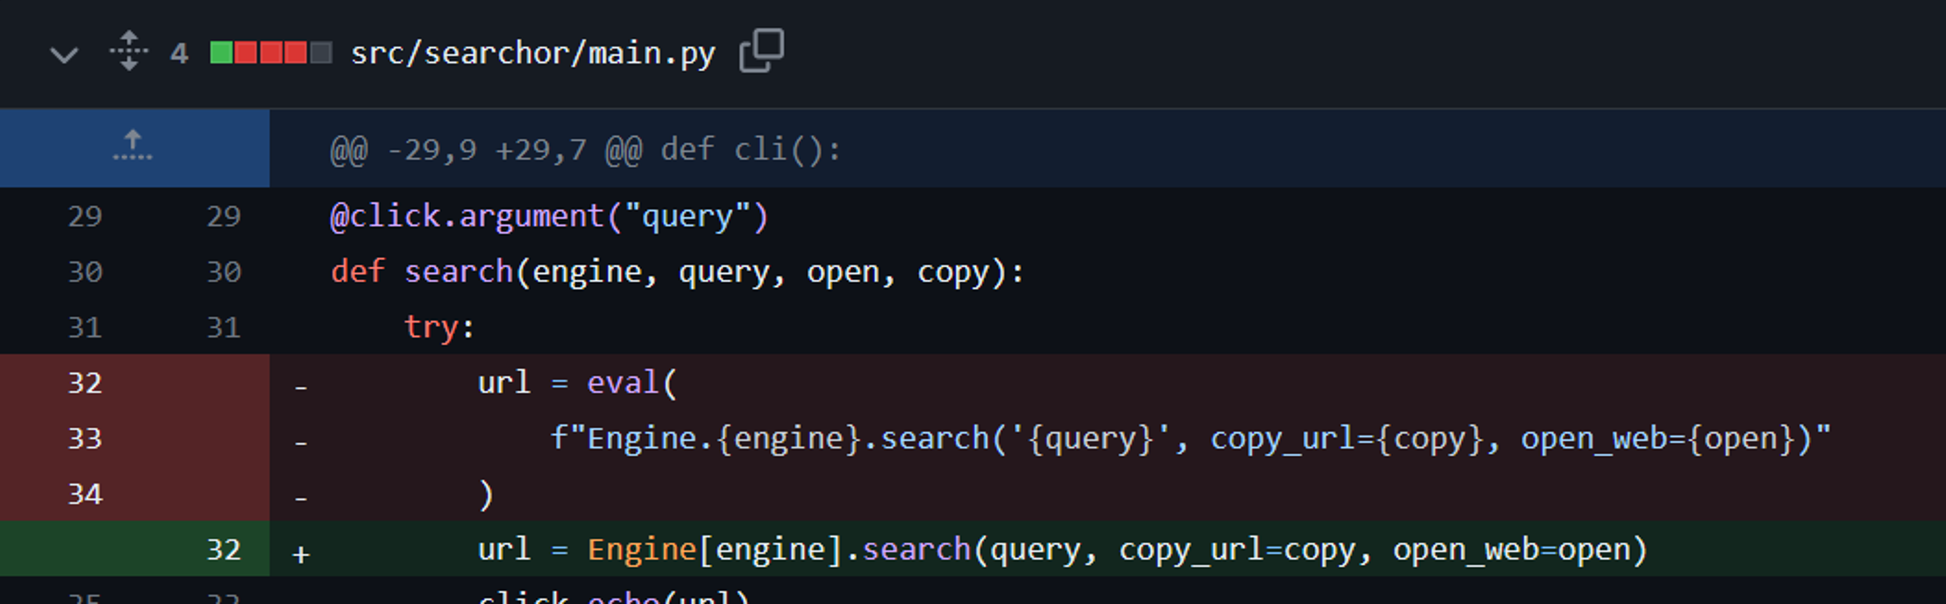 4 src/searchor/main.py
@@ -29,9 +29,7 @@ def cli():
29 29 @click.argument("query")
30 30 def search(engine, query, open, copy):
31 31 try:
32 - url = eval(
33 - f"Engine.{engine}.search('{query}', copy_url={copy}, open_web={open})"
34 - )
32 + url = Engine[engine].search(query, copy_url=copy, open_web=open)
35 33 click.echo(url)